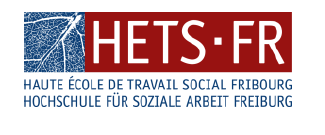 HETS·FR
HAUTE ÉCOLE DE TRAVAIL SOCIAL FRIBOURG
HOCHSCHULE FÜR SOZIALE ARBEIT FREIBURG